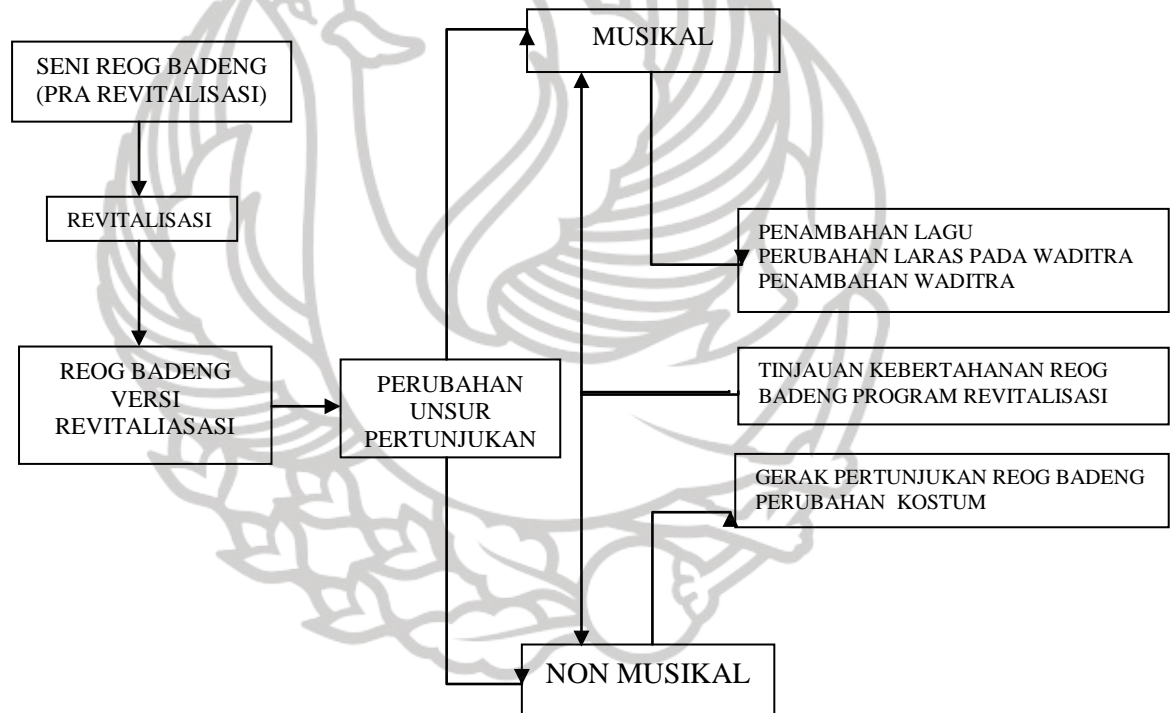 SENI REOG BADENG
(PRA REVITALISASI)
REVITALISASI
REOG BADENG
VERSI
REVITALIASASI
PERUBAHAN
UNSUR
PERTUNJUKAN
MUSIKAL
PENAMBAHAN LAGU
PERUBAHAN LARAS PADA WADITRA
PENAMBAHAN WADITRA
TINJAUAN KEBERTAHANAN REOG
BADENG PROGRAM REVITALISASI
GERAK PERTUNJUKAN REOG BADENG
PERUBAHAN KOSTUM
NON MUSIKAL